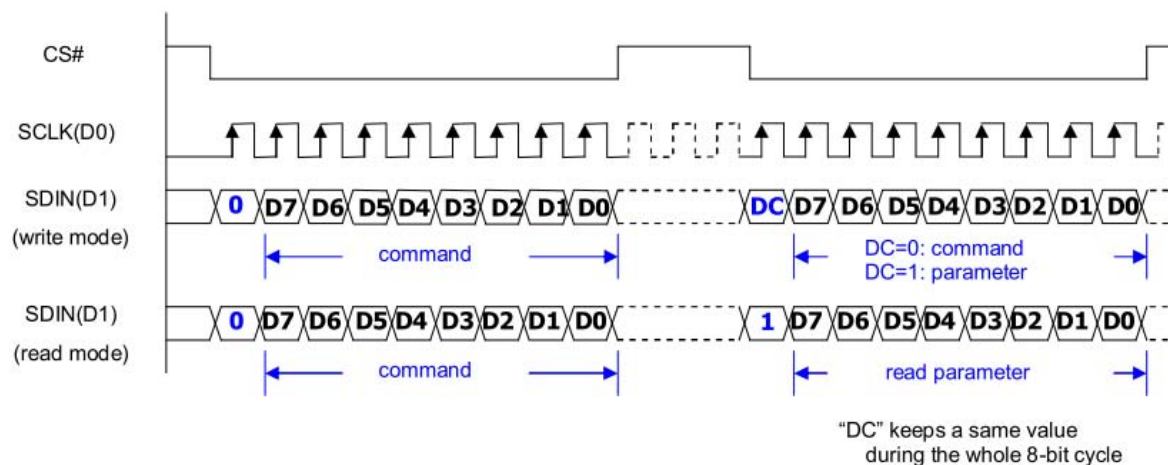 CS#
SCLK(D0)
SDIN(D1)
(write mode)
0 D7 D6 D5 D4 D3 D2 D1 D0
DC D7 D6 D5 D4 D3 D2 D1 D0
command
DC=0: command
DC=1: parameter
SDIN(D1)
(read mode)
0 D7 D6 D5 D4 D3 D2 D1 D0
1 D7 D6 D5 D4 D3 D2 D1 D0
command
read parameter
“DC” keeps a same value
during the whole 8-bit cycle